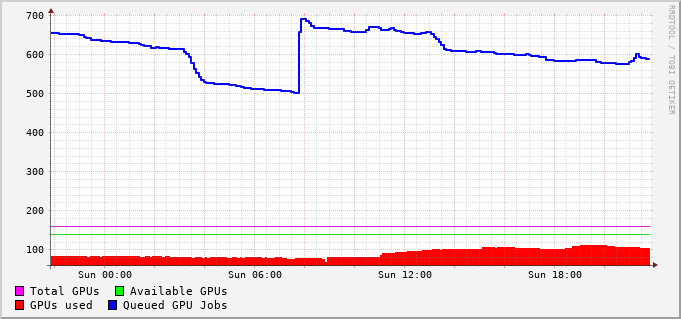 700
600
500
400
300
200
100
Sun 00:00 Sun 06:00 Sun 12:00 Sun 18:00
Total GPUs Available GPUs
GPUs used Queued GPU Jobs
RRDTOOL / TOBI OETIKER